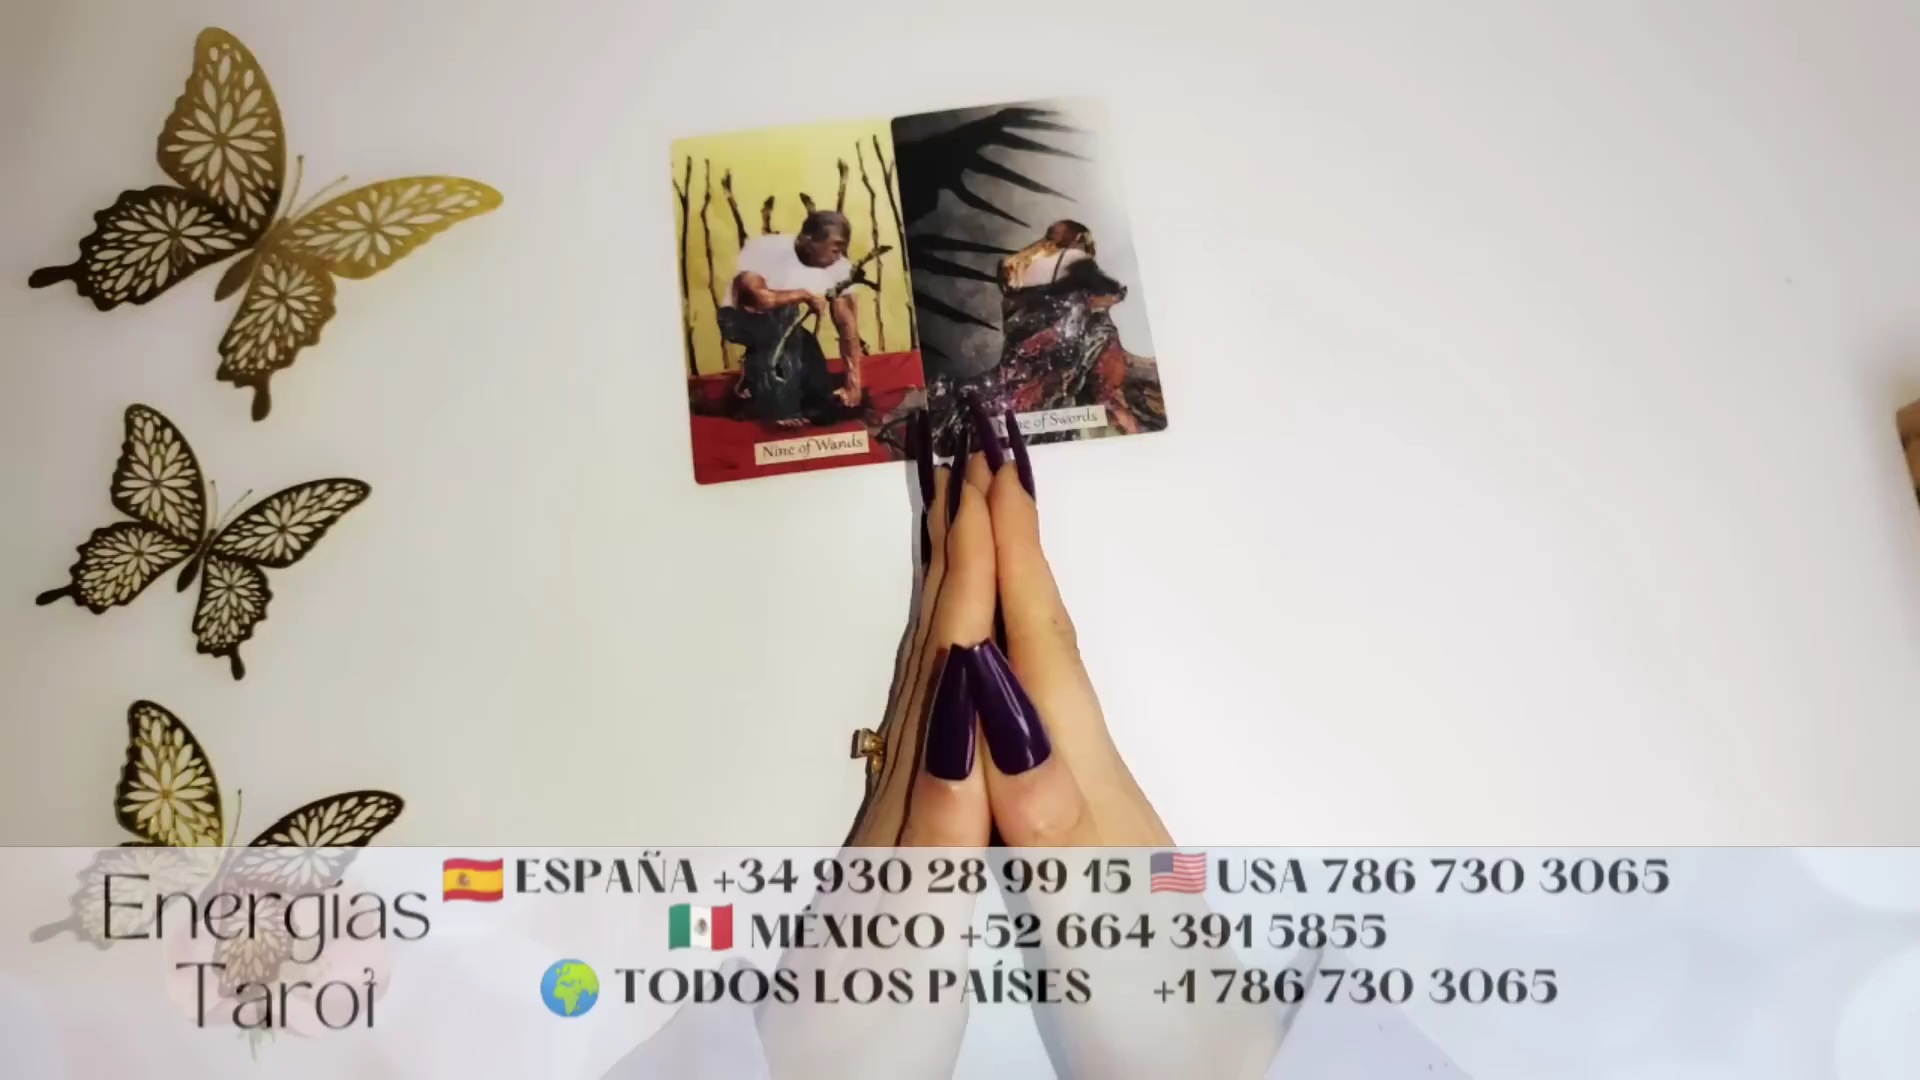 Nine of Wands
Nine of Swords
Energías
Tarot
ESPAÑA +34 930 28 99 15 USA 786 730 3065
MÉXICO +52 664 391 5855
TODOS LOS PAÍSES +1 786 730 3065